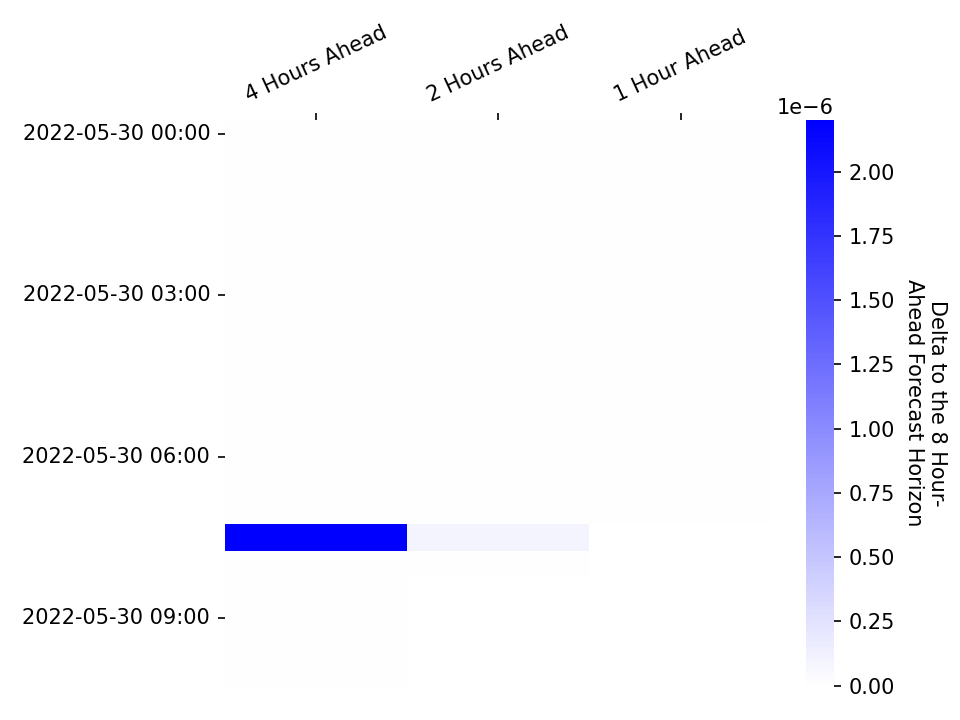 4 Hours Ahead
2 Hours Ahead
1 Hour Ahead
1e−6
2022-05-30 00:00
2022-05-30 03:00
2022-05-30 06:00
2022-05-30 09:00
2.00
1.75
1.50
1.25
1.00
0.75
0.50
0.25
0.00
Delta to the 8 Hour-
Ahead Forecast Horizon